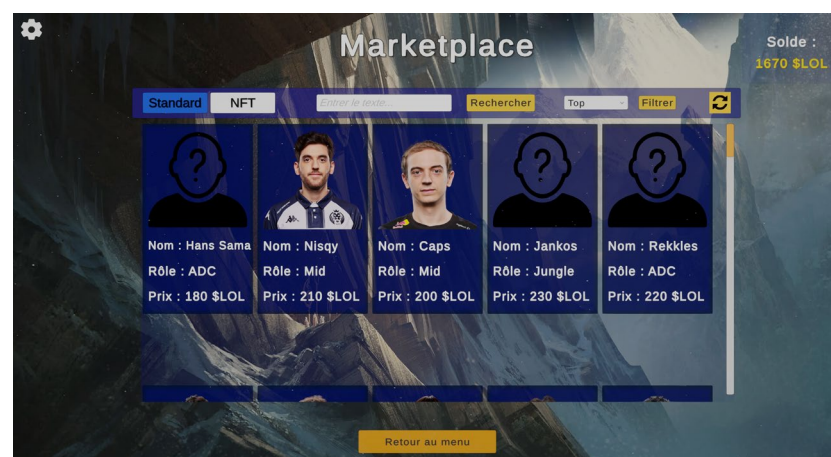 Marketplace
Solde :
1670 $LOL
Standard NFT Entrer le texte... Rechercher Top Filtrer
Nom : Hans Sama Nom : Nisqy Nom : Caps Nom : Jankos Nom : Rekkles
Rôle : ADC Rôle : Mid Rôle : Mid Rôle : Jungle Rôle : ADC
Prix : 180 $LOL Prix : 210 $LOL Prix : 200 $LOL Prix : 230 $LOL Prix : 220 $LOL
Retour au menu